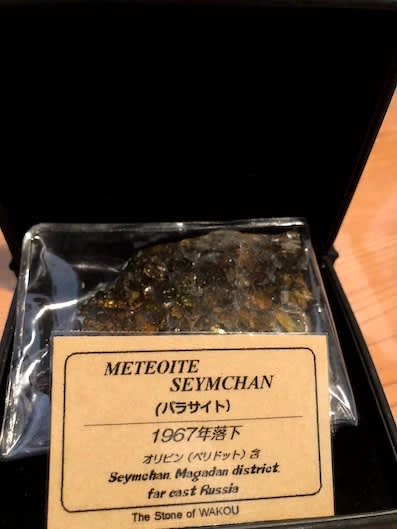 METEOITE
SEYMCHAN
(パラサイト)
1967年落下
オリビン(ペリドット)含
Seymchan, Magadan district,
far east Russia
The Stone of WAKOU